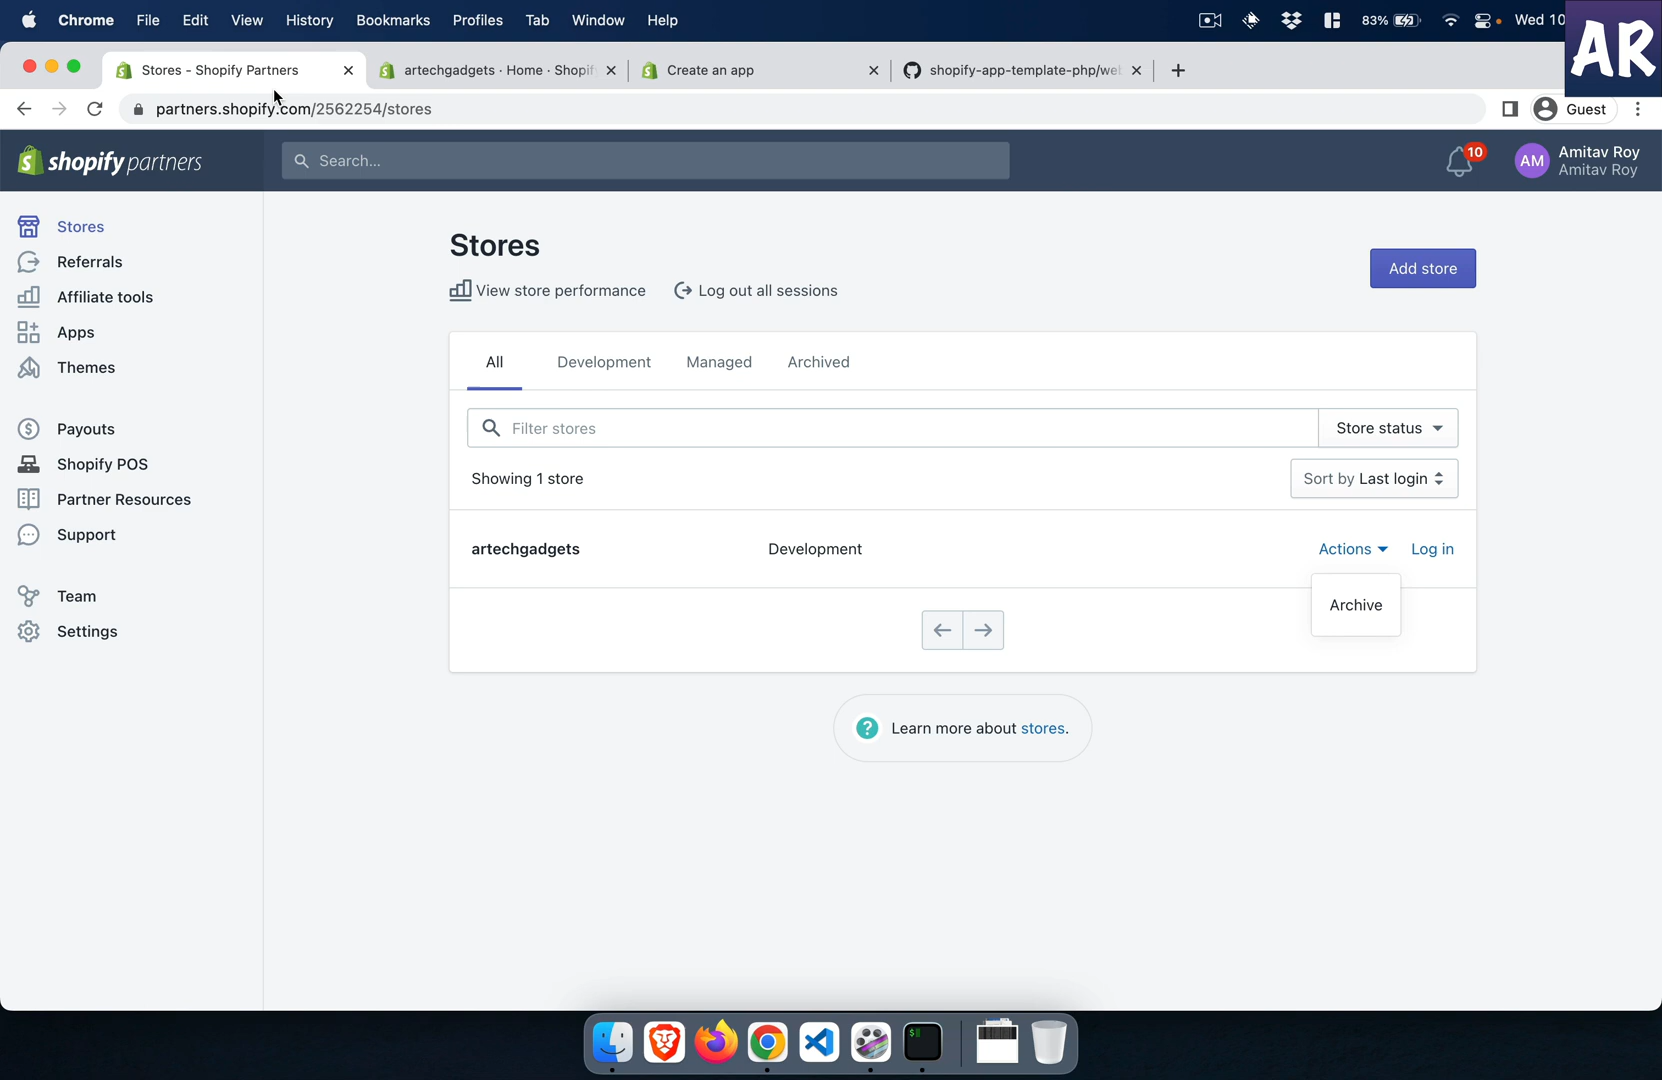 Chrome File Edit View History Bookmarks Profiles Tab Window Help
83%
Wed 10
AR
Stores - Shopify Partners
artechgadgets · Home · Shopif
Create an app
shopify-app-template-php/we
partners.shopify.com/2562254/stores
Guest
shopify partners
Search...
10
AM
Amitav Roy
Amitav Roy
Stores
Referrals
Affiliate tools
Apps
Themes
Payouts
Shopify POS
Partner Resources
Support
Team
Settings
Stores
View store performance
Log out all sessions
Add store
All
Development
Managed
Archived
Filter stores
Store status
Showing 1 store
Sort by Last login
artechgadgets
Development
Actions
Log in
Archive
Learn more about stores.